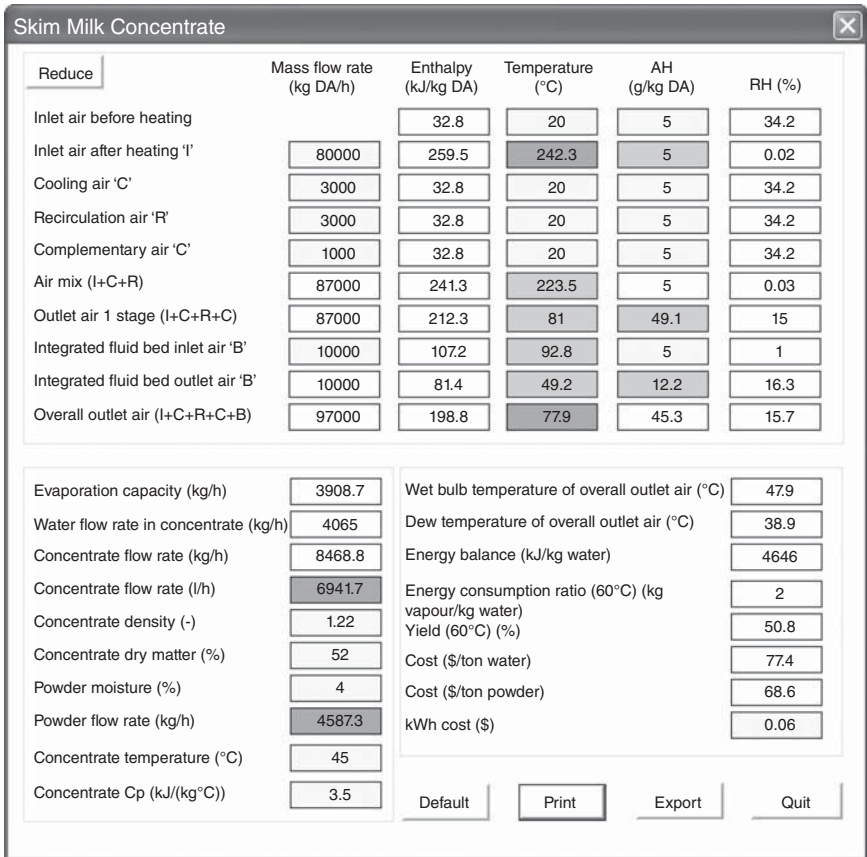 Skim Milk Concentrate
Reduce
Mass flow rate (kg DA/h) Enthalpy (kJ/kg DA) Temperature (°C) AH (g/kg DA) RH (%)
Inlet air before heating 32.8 20 5 34.2
Inlet air after heating ‘I’ 80000 259.5 242.3 5 0.02
Cooling air ‘C’ 3000 32.8 20 5 34.2
Recirculation air ‘R’ 3000 32.8 20 5 34.2
Complementary air ‘C’ 1000 32.8 20 5 34.2
Air mix (I+C+R) 87000 241.3 223.5 5 0.03
Outlet air 1 stage (I+C+R+C) 87000 212.3 81 49.1 15
Integrated fluid bed inlet air ‘B’ 10000 107.2 92.8 5 1
Integrated fluid bed outlet air ‘B’ 10000 81.4 49.2 12.2 16.3
Overall outlet air (I+C+R+C+B) 97000 198.8 77.9 45.3 15.7
Evaporation capacity (kg/h) 3908.7
Water flow rate in concentrate (kg/h) 4065
Concentrate flow rate (kg/h) 8468.8
Concentrate flow rate (l/h) 6941.7
Concentrate density (-) 1.22
Concentrate dry matter (%) 52
Powder moisture (%) 4
Powder flow rate (kg/h) 4587.3
Concentrate temperature (°C) 45
Concentrate Cp (kJ/(kg°C)) 3.5
Wet bulb temperature of overall outlet air (°C) 47.9
Dew temperature of overall outlet air (°C) 38.9
Energy balance (kJ/kg water) 4646
Energy consumption ratio (60°C) (kg
vapour/kg water) 2
Yield (60°C) (%) 50.8
Cost ($/ton water) 77.4
Cost ($/ton powder) 68.6
kWh cost ($) 0.06
Default Print Export Quit